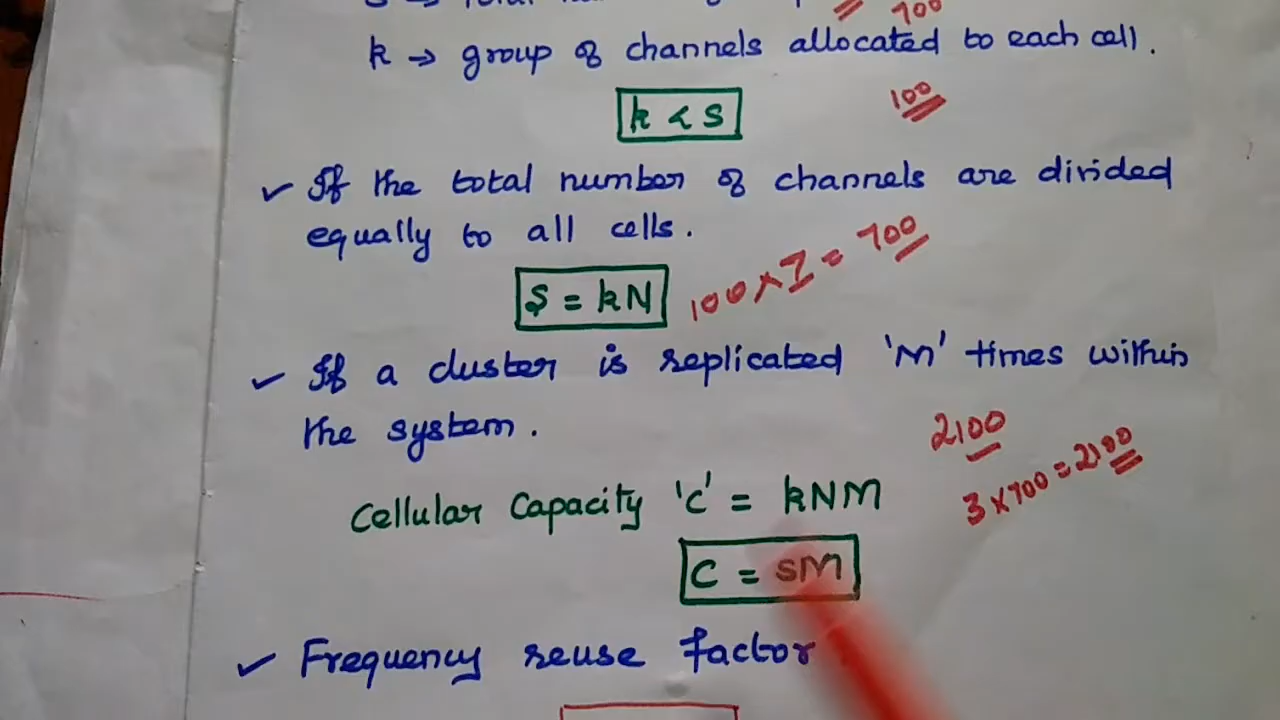 700
k → group of channels allocated to each cell.
100
k < S
✓ If the total number of channels are divided
equally to all cells.
S = kN 100 x 7 = 700
✓ If a cluster is replicated 'M' times within
the system.
2100
Cellular Capacity 'C' = kNM 3 x 700 = 2100
C = SM
✓ Frequency reuse factor